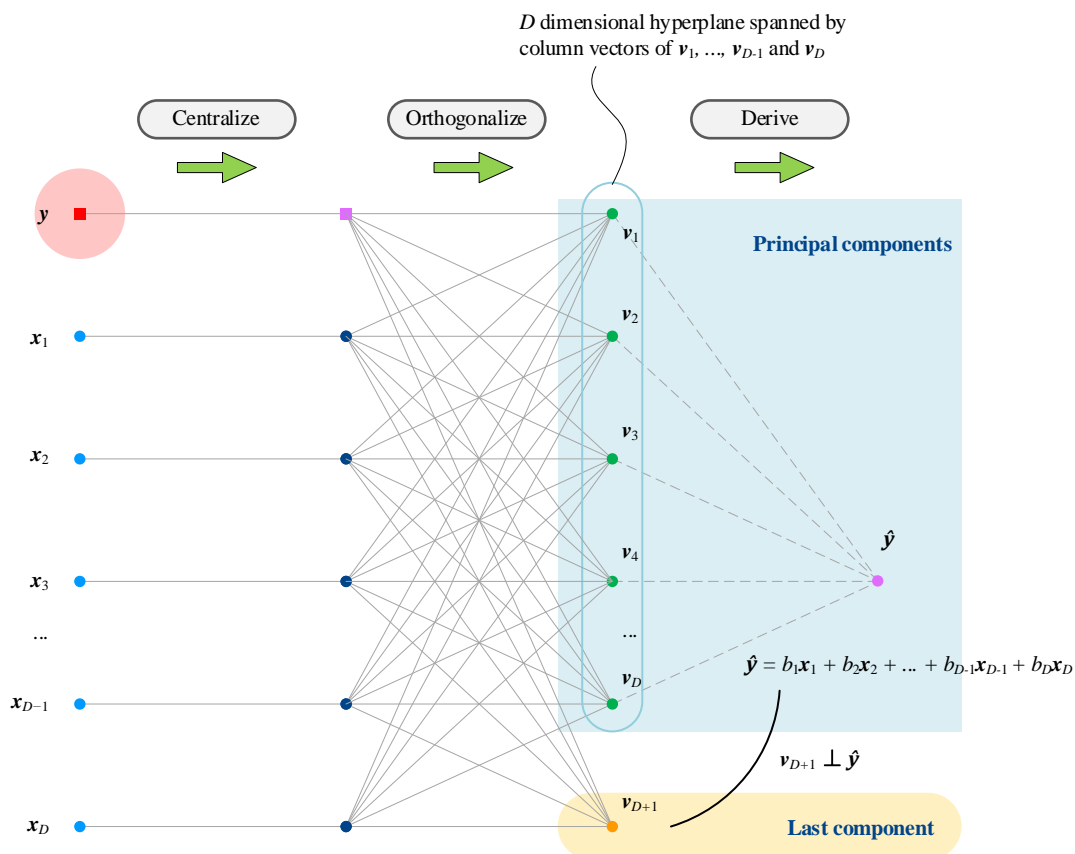 D dimensional hyperplane spanned by
column vectors of v1, ..., vD-1 and vD
Centralize
Orthogonalize
Derive
y
v1
Principal components
x1
v2
x2
v3
x3
v4
ŷ
...
...
ŷ = b1x1 + b2x2 + ... + bD-1xD-1 + bDxD
xD−1
vD
vD+1 ⊥ ŷ
xD
vD+1
Last component